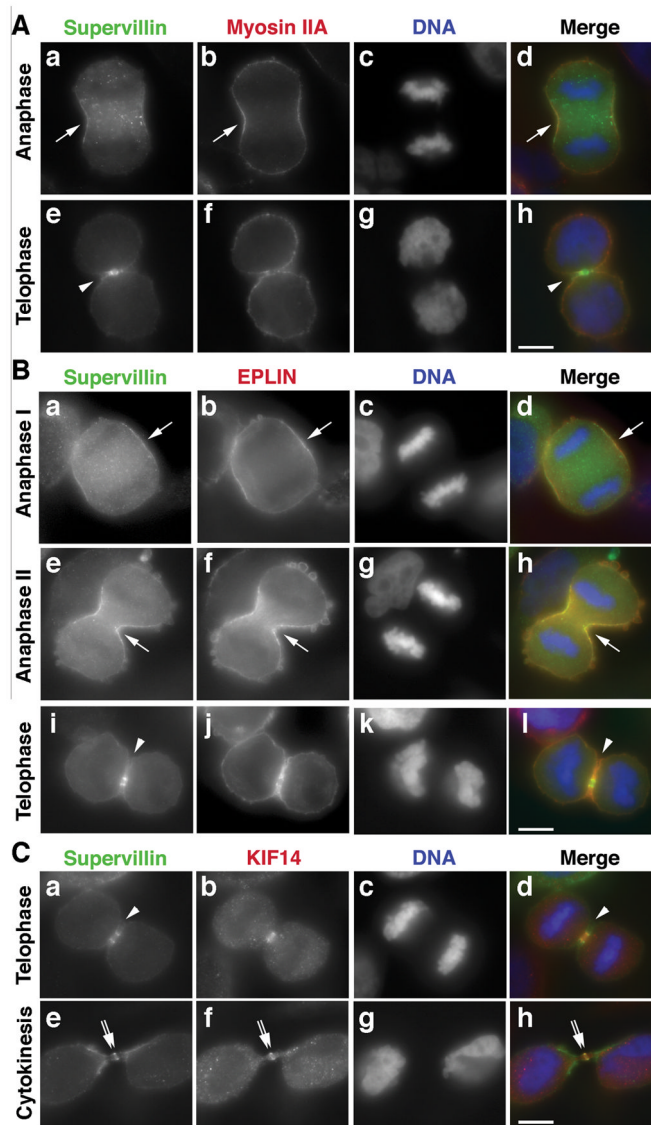 A
Supervillin Myosin IIA DNA Merge
Anaphase
a b c d
Telophase
e f g h
B
Supervillin EPLIN DNA Merge
Anaphase I
a b c d
Anaphase II
e f g h
Telophase
i j k l
C
Supervillin KIF14 DNA Merge
Telophase
a b c d
Cytokinesis
e f g h